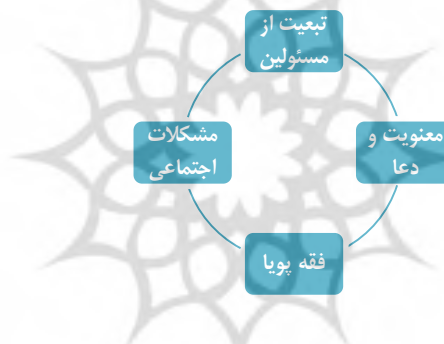 تبعیت از
مسئولین
معنویت و
دعا
مشکلات
اجتماعی
فقه پویا